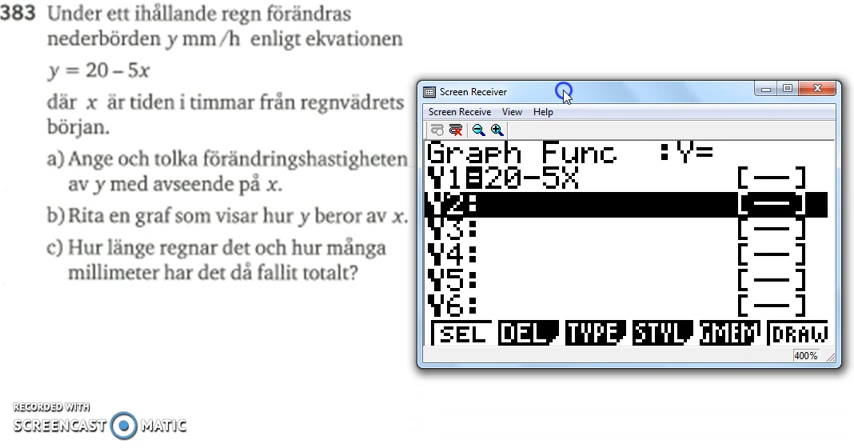 383 Under ett ihållande regn förändras
nederbörden y mm/h enligt ekvationen
y = 20 – 5x
där x är tiden i timmar från regnvädrets
början.
a) Ange och tolka förändringshastigheten
av y med avseende på x.
b) Rita en graf som visar hur y beror av x.
c) Hur länge regnar det och hur många
millimeter har det då fallit totalt?
Screen Receiver
Screen Receive View Help
Graph Func :Y=
Y1=20-5X [—]
Y2: [—]
Y3: [—]
Y4: [—]
Y5: [—]
Y6: [—]
SEL DEL TYPE STYL GMEM DRAW
400%
RECORDED WITH
SCREENCAST MATIC